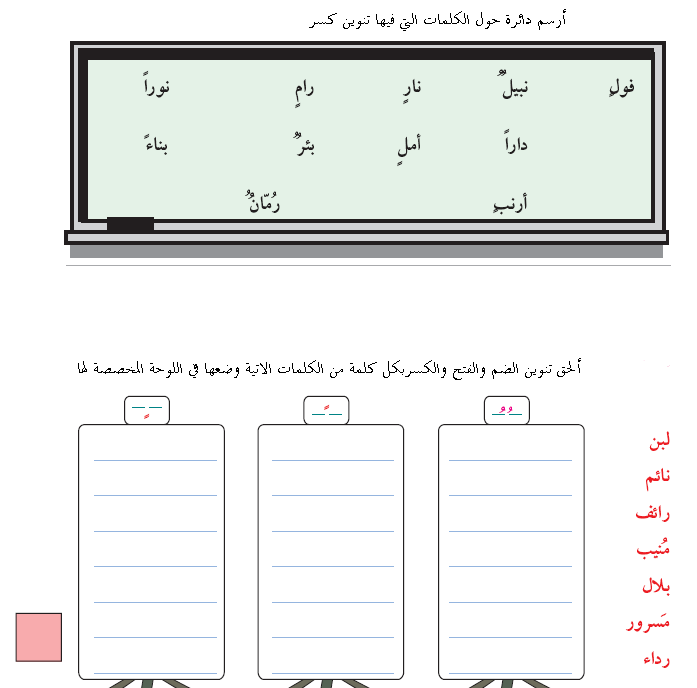 أرسم دائرة حول الكلمات التي فيها تنوين كسر
فولٍ نبيلٌ نارٍ رامٍ نوراً
داراً أملٍ بئرٌ بناءً
أرنبٍ رُمّانٌ
ألحق تنوين الضم والفتح والكسربكل كلمة من الكلمات الاتية وضعها في اللوحة المخصصة لها
لبن
نائم
رائف
مُنيب
بلال
مَسرور
رداء